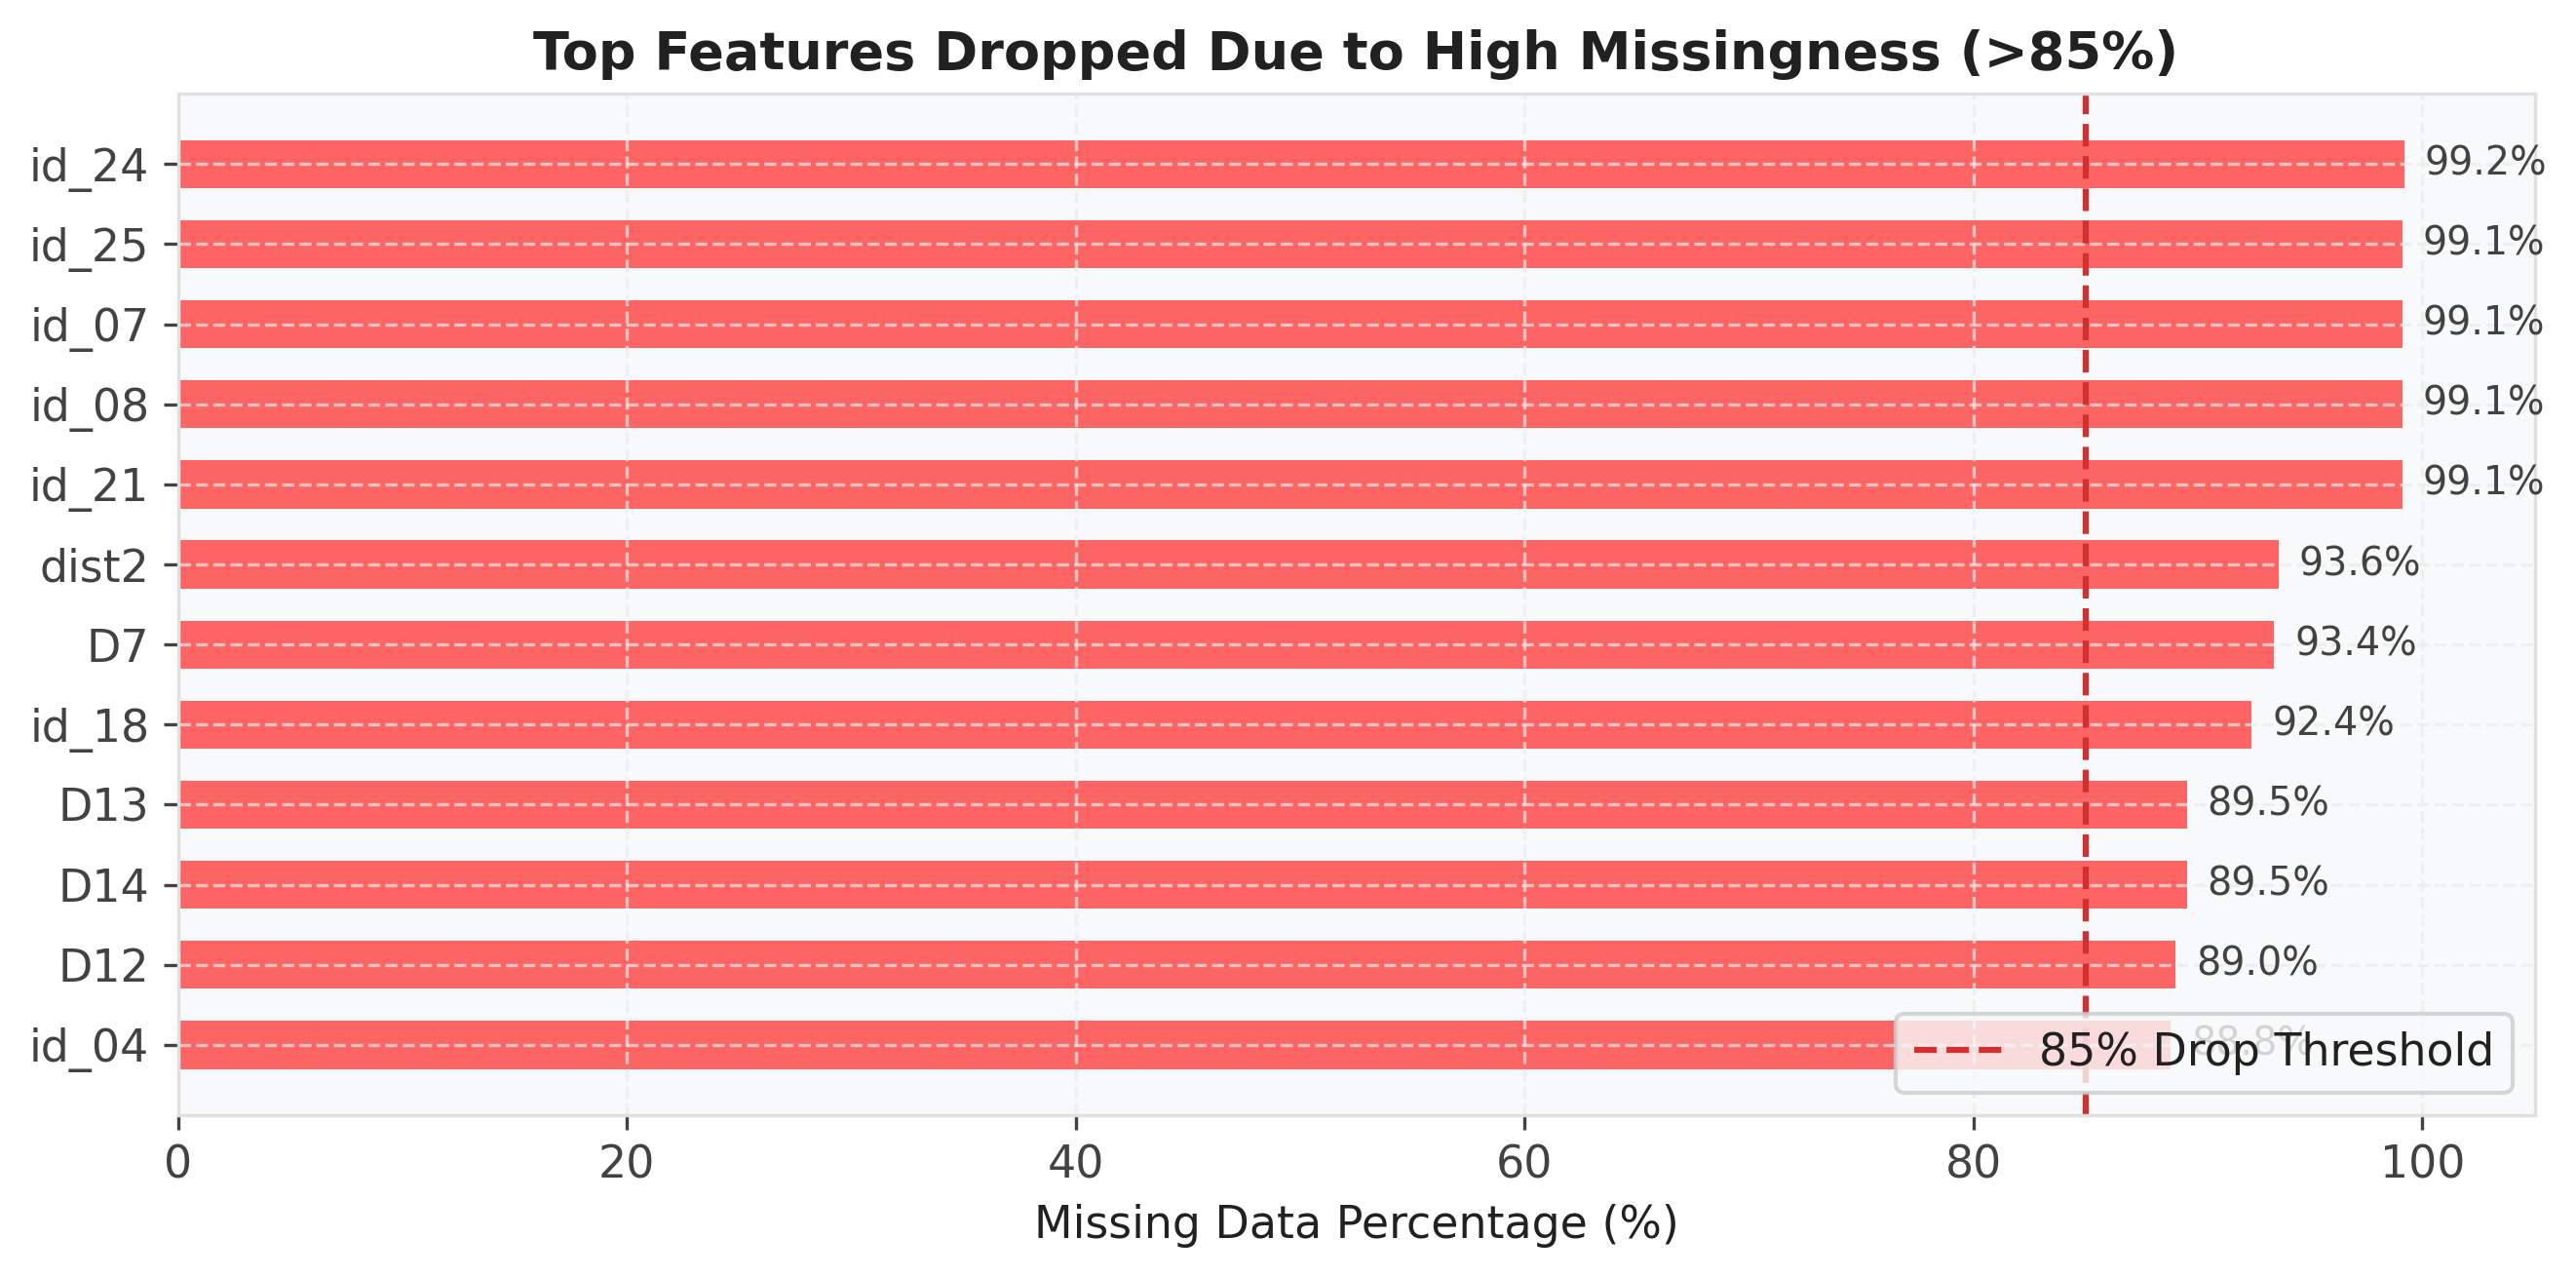 Top Features Dropped Due to High Missingness (>85%)
id_24 99.2%
id_25 99.1%
id_07 99.1%
id_08 99.1%
id_21 99.1%
dist2 93.6%
D7 93.4%
id_18 92.4%
D13 89.5%
D14 89.5%
D12 89.0%
id_04 88.8%
85% Drop Threshold
0 20 40 60 80 100
Missing Data Percentage (%)